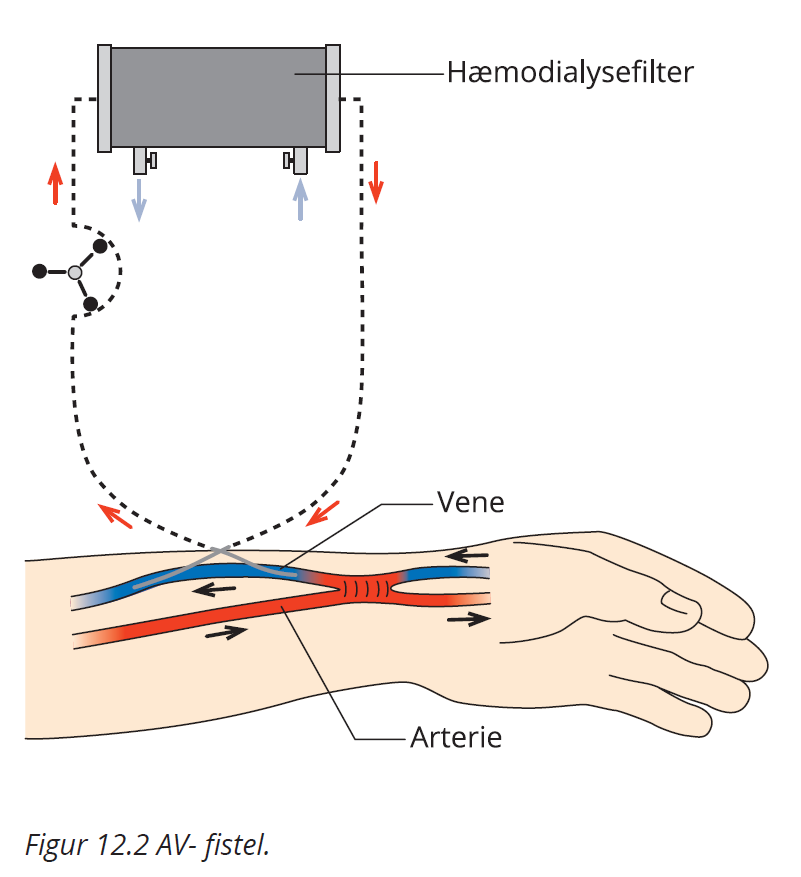 Hæmodialysefilter
Vene
Arterie
Figur 12.2 AV- fistel.